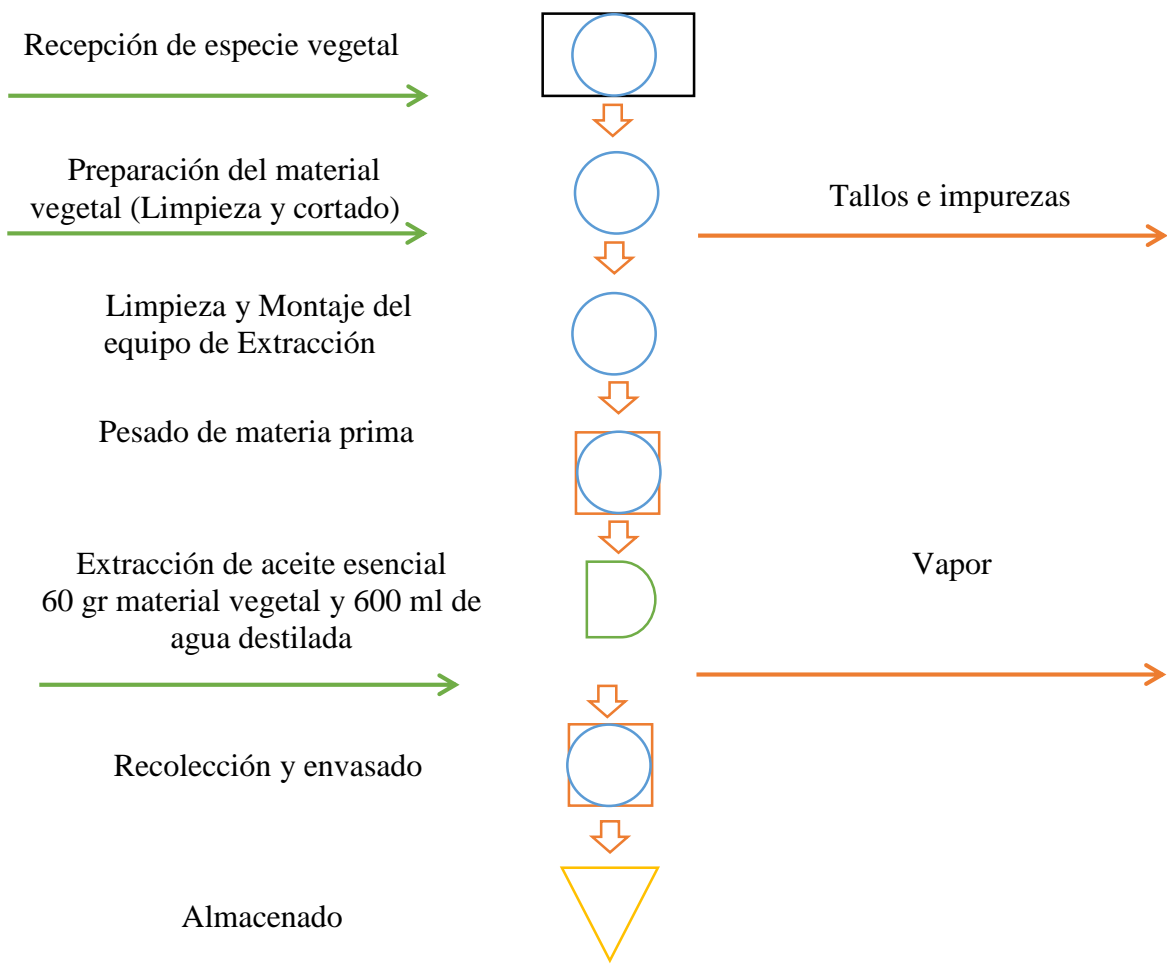 Recepción de especie vegetal
Preparación del material
vegetal (Limpieza y cortado)
Tallos e impurezas
Limpieza y Montaje del
equipo de Extracción
Pesado de materia prima
Extracción de aceite esencial
60 gr material vegetal y 600 ml de
agua destilada
Vapor
Recolección y envasado
Almacenado